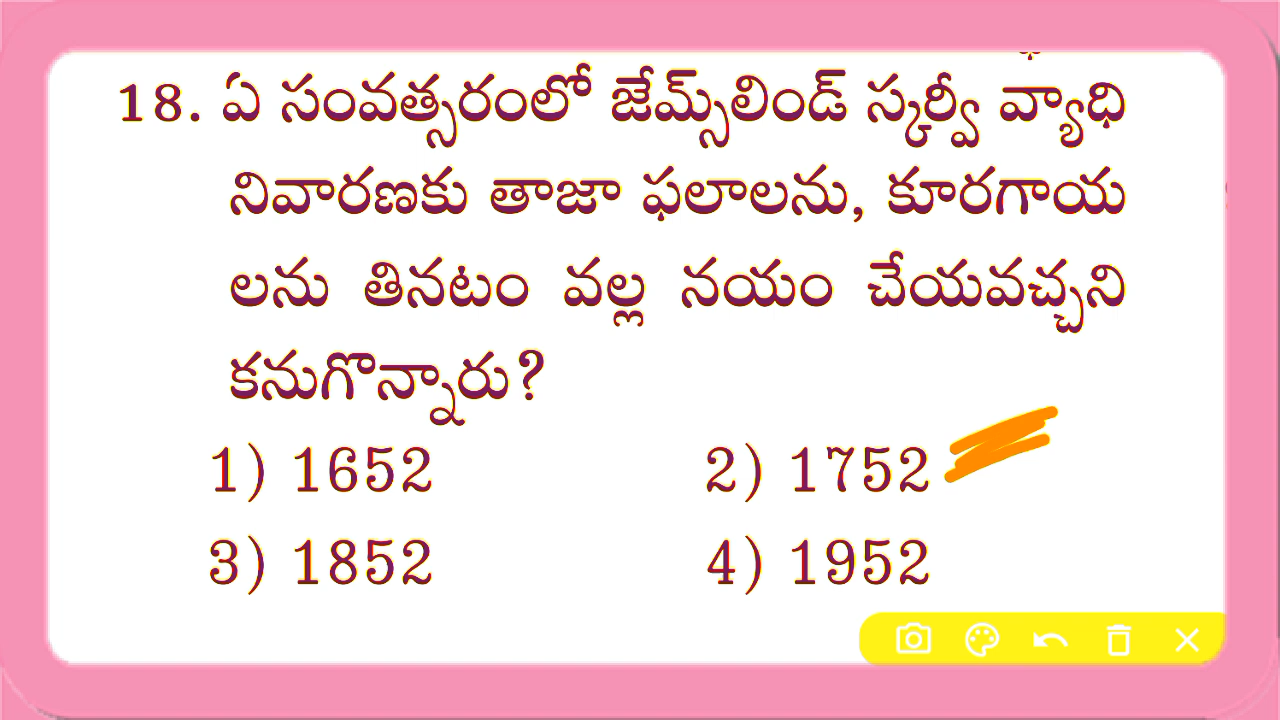 18. ఏ సంవత్సరంలో జేమ్స్‌లిండ్ స్కర్వీ వ్యాధి
నివారణకు తాజా ఫలాలను, కూరగాయ
లను తినటం వల్ల నయం చేయవచ్చని
కనుగొన్నారు?
1) 1652 2) 1752
3) 1852 4) 1952